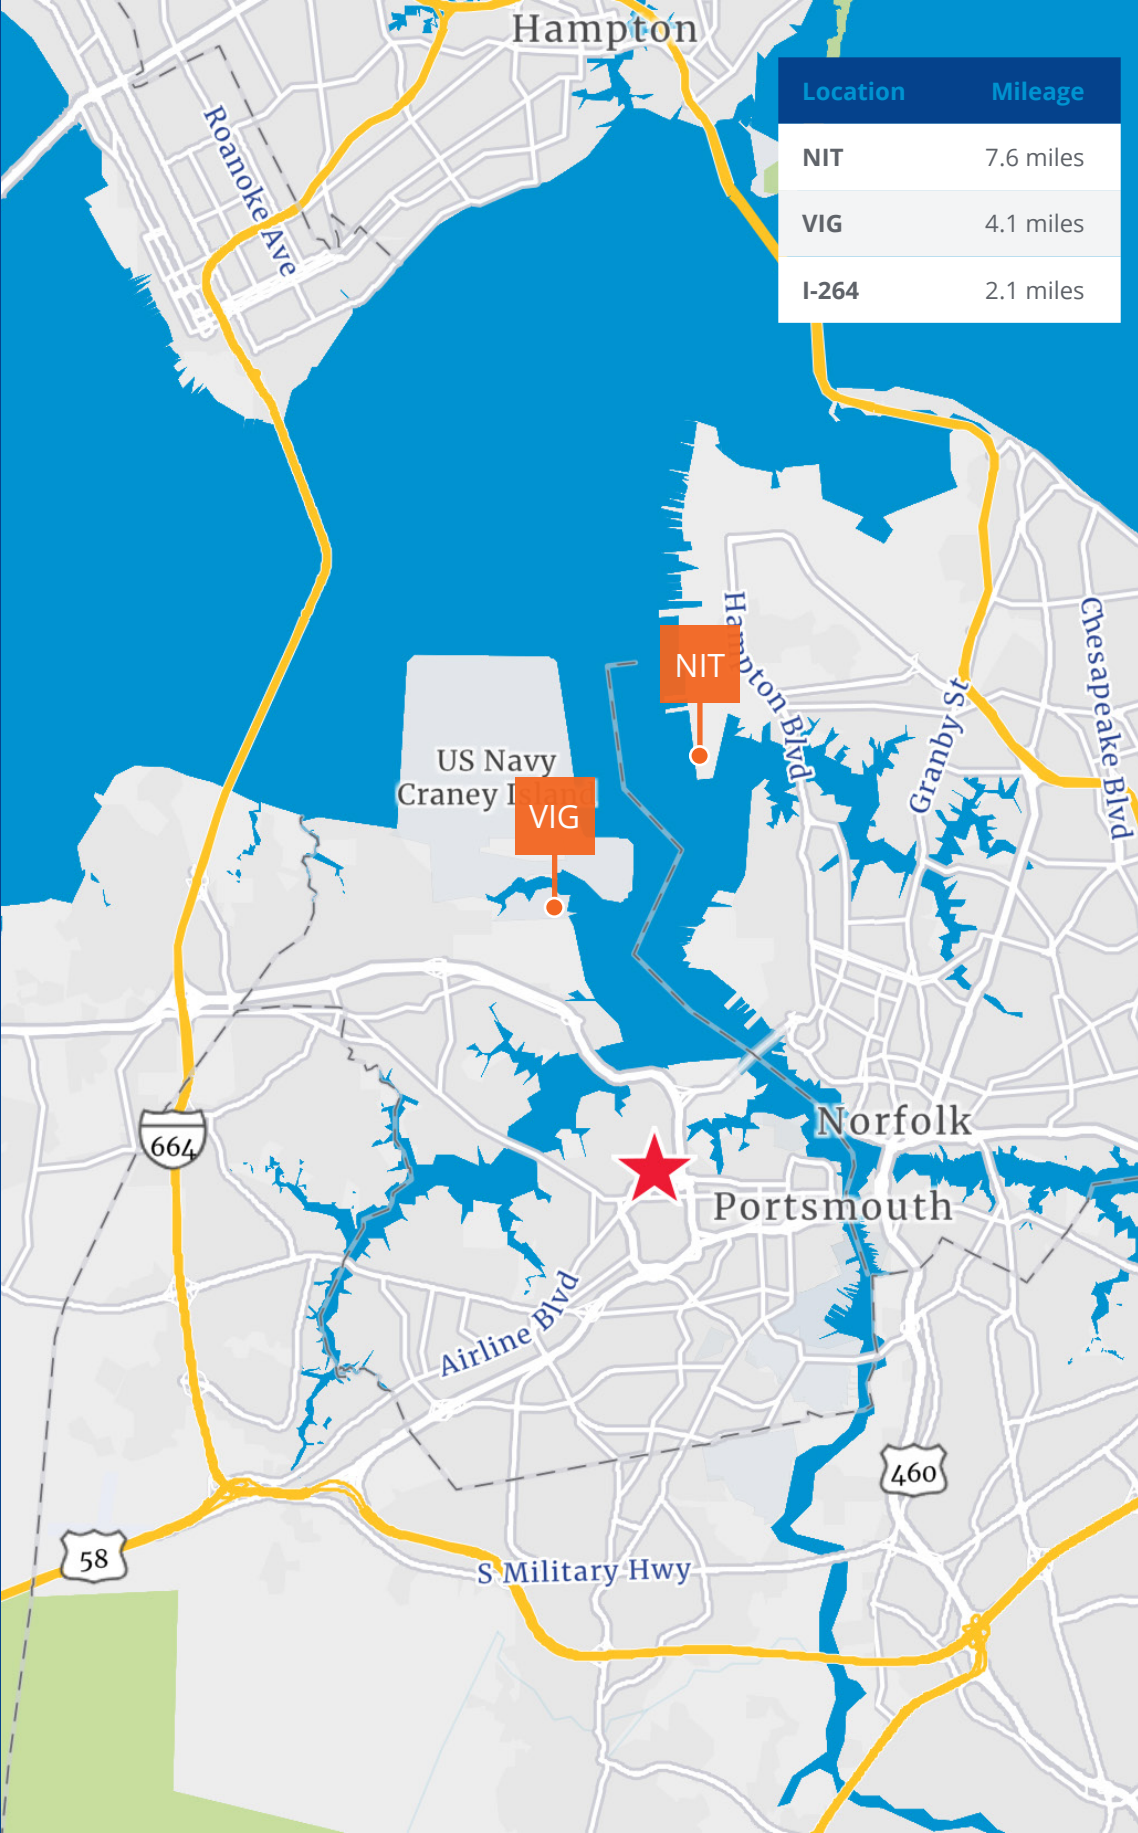 Hampton
Location Mileage
NIT 7.6 miles
VIG 4.1 miles
I-264 2.1 miles
Roanoke Ave
Hampton Blvd
Chesapeake Blvd
NIT
Granby St
US Navy
Craney Island
VIG
Norfolk
664
Portsmouth
Airline Blvd
460
58
S Military Hwy